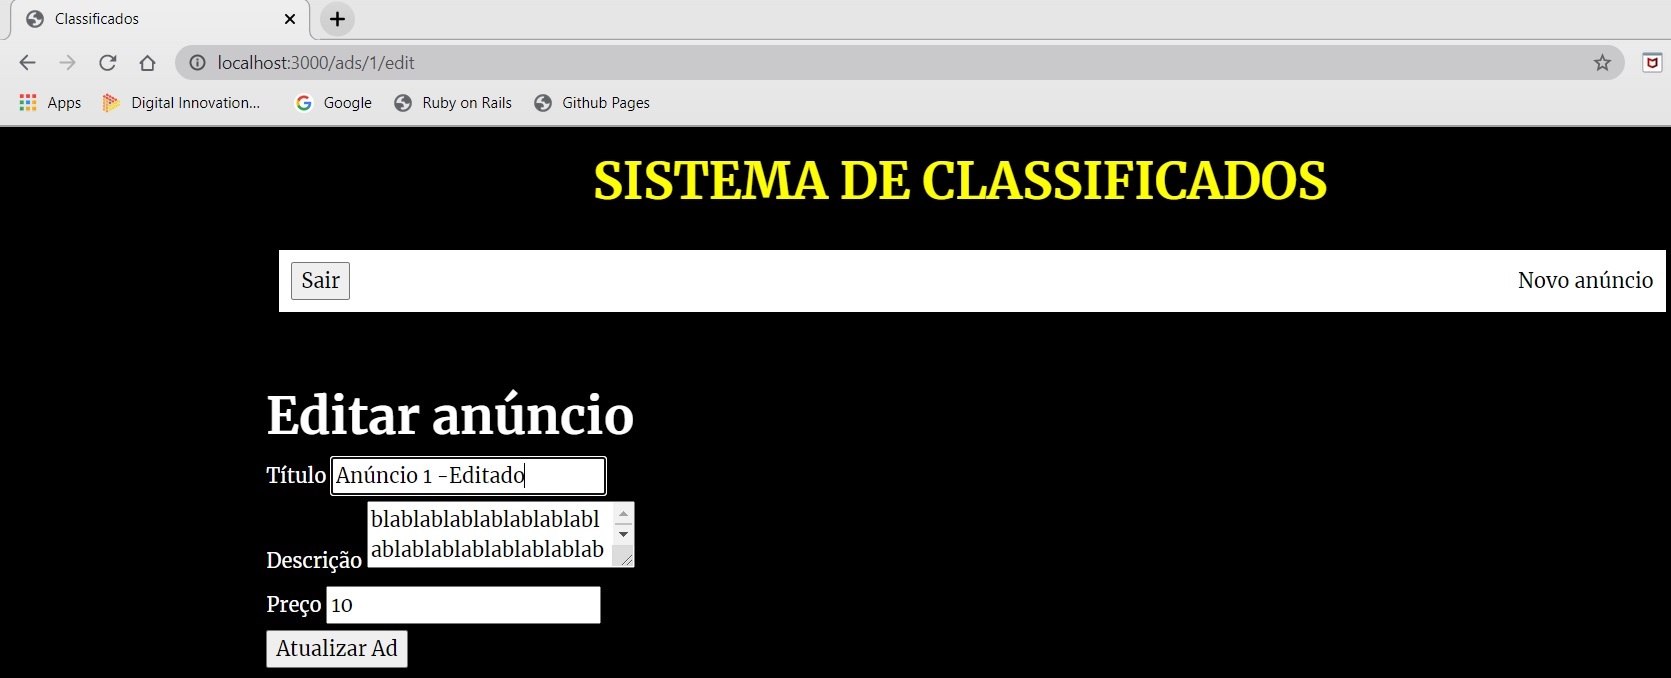 Classificados
localhost:3000/ads/1/edit
Apps Digital Innovation... Google Ruby on Rails Github Pages
SISTEMA DE CLASSIFICADOS
Sair Novo anúncio
Editar anúncio
Título Anúncio 1 -Editado
blablablablablablablabl
ablablablablablablablab
Descrição
Preço 10
Atualizar Ad